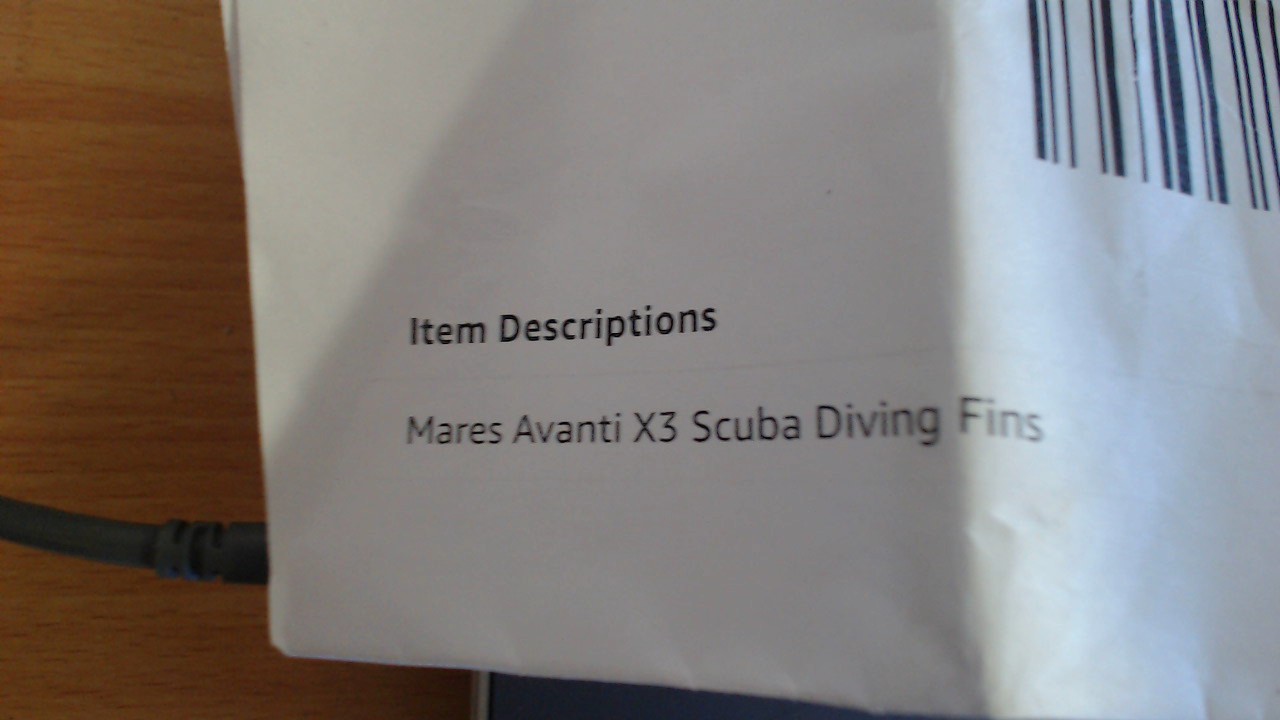 Item Descriptions
Mares Avanti X3 Scuba Diving Fins